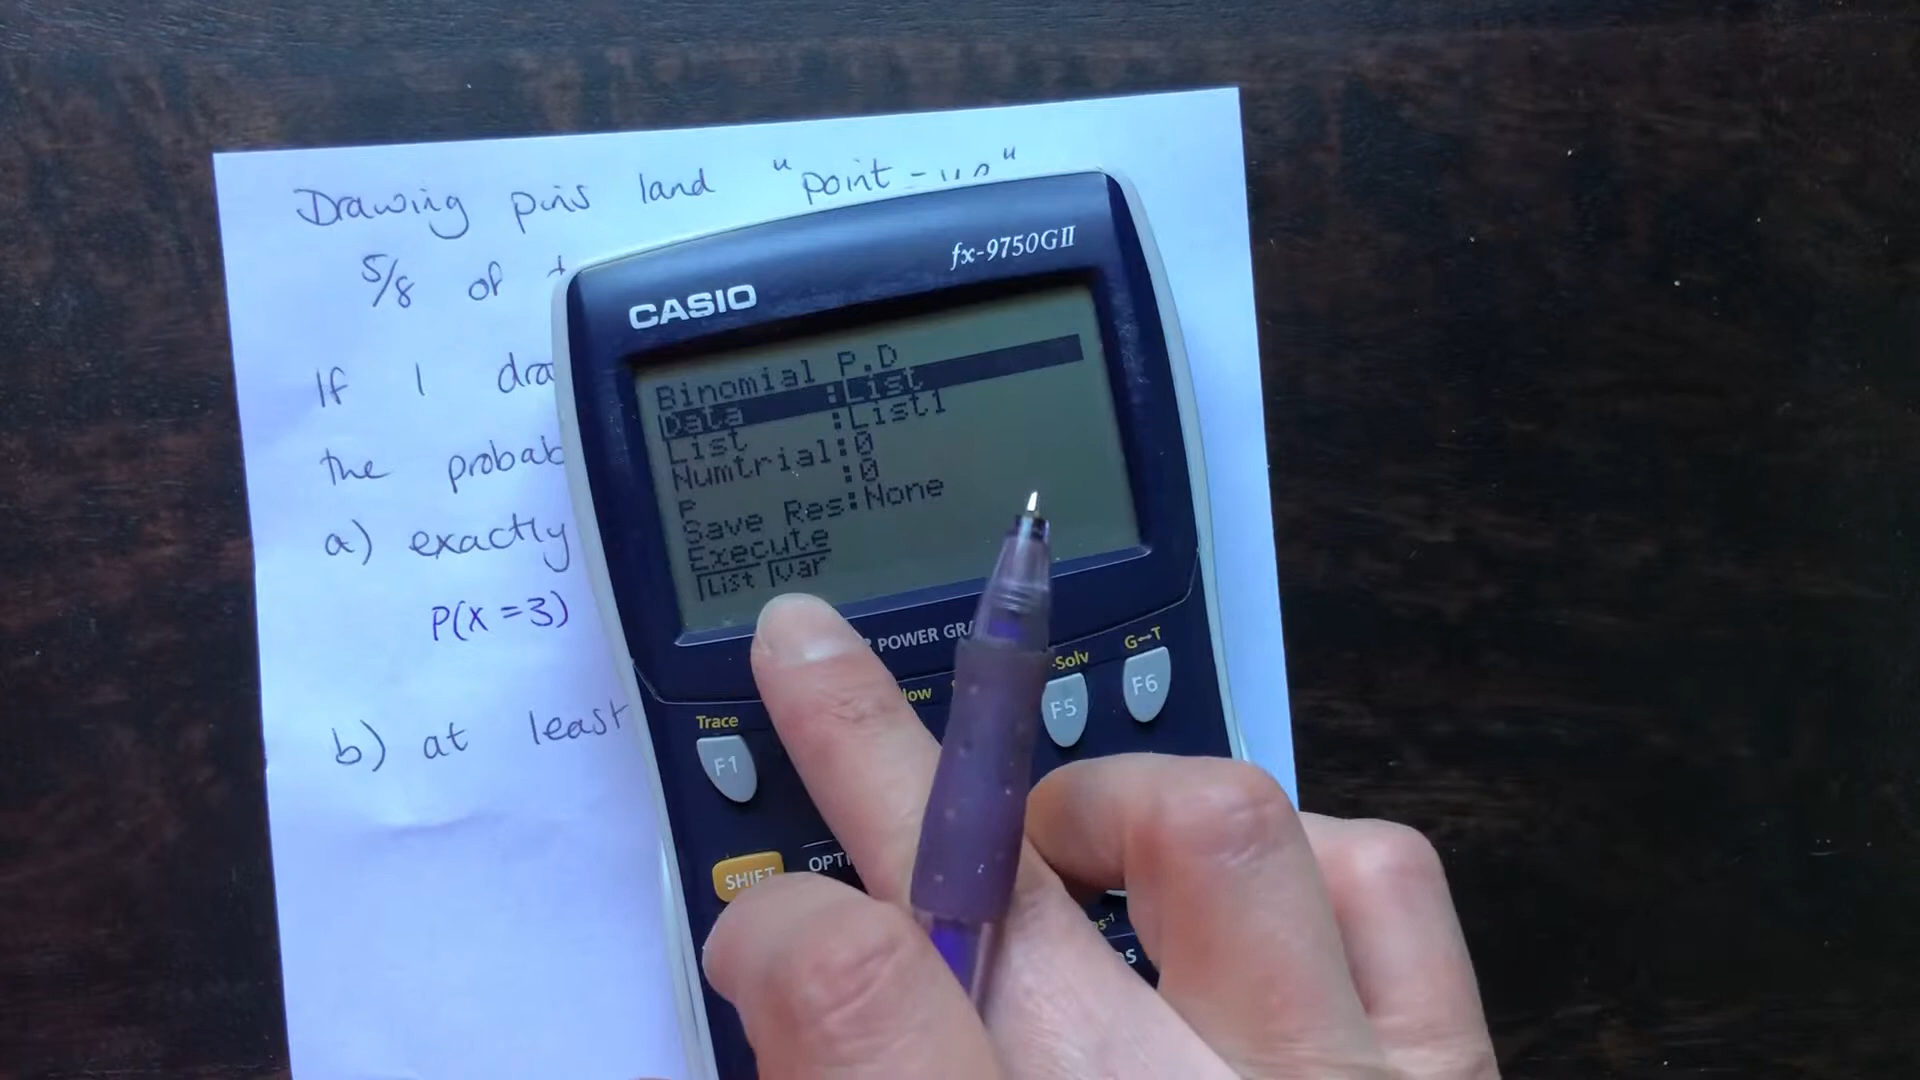 Drawing pins land "point-up"
5/8 of
If I
the
a) exactly
P(X=3)
b) at least
CASIO
fx-9750GII
Binomial P.D
Data :List
List :List1
Numtrial:0
P :0
Save Res:None
Execute
List Var
POWER
Trace
G↔T
F1
F5
F6
SHIFT